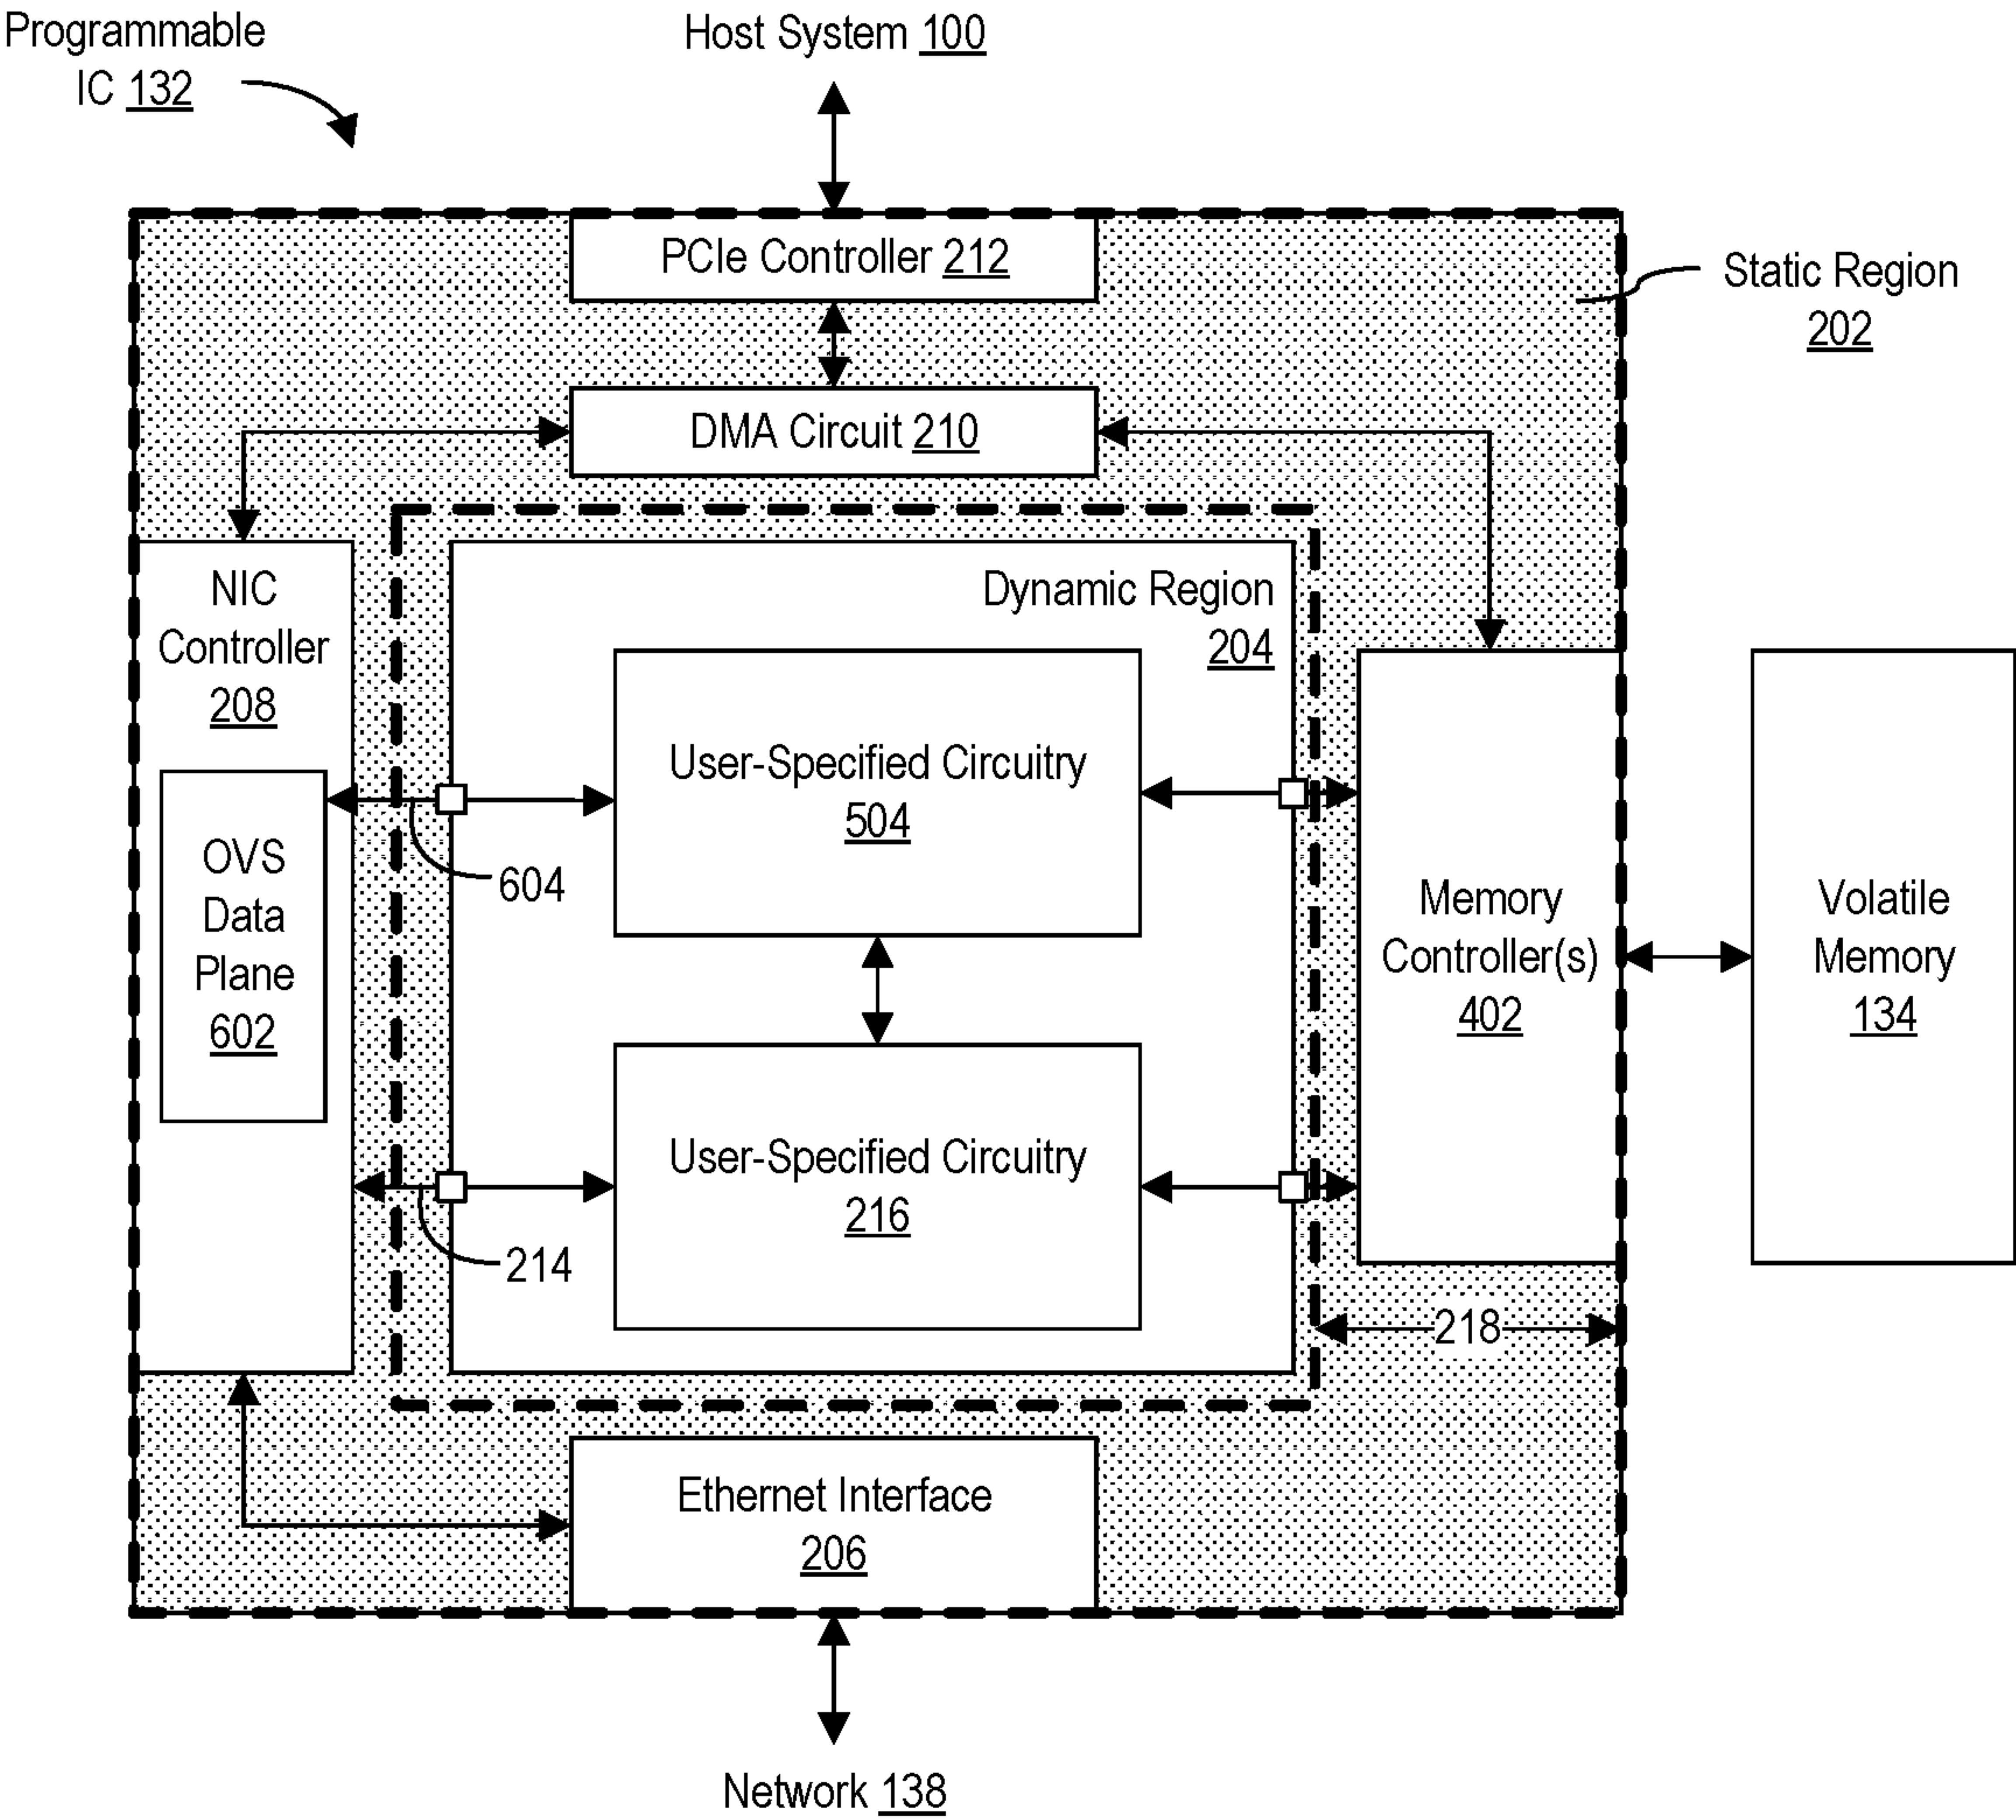 Programmable
IC 132
Host System 100
PCIe Controller 212
Static Region
202
DMA Circuit 210
NIC
Controller
208
Dynamic Region
204
User-Specified Circuitry
504
OVS
Data
Plane
602
604
Memory
Controller(s)
402
Volatile
Memory
134
User-Specified Circuitry
216
214
218
Ethernet Interface
206
Network 138